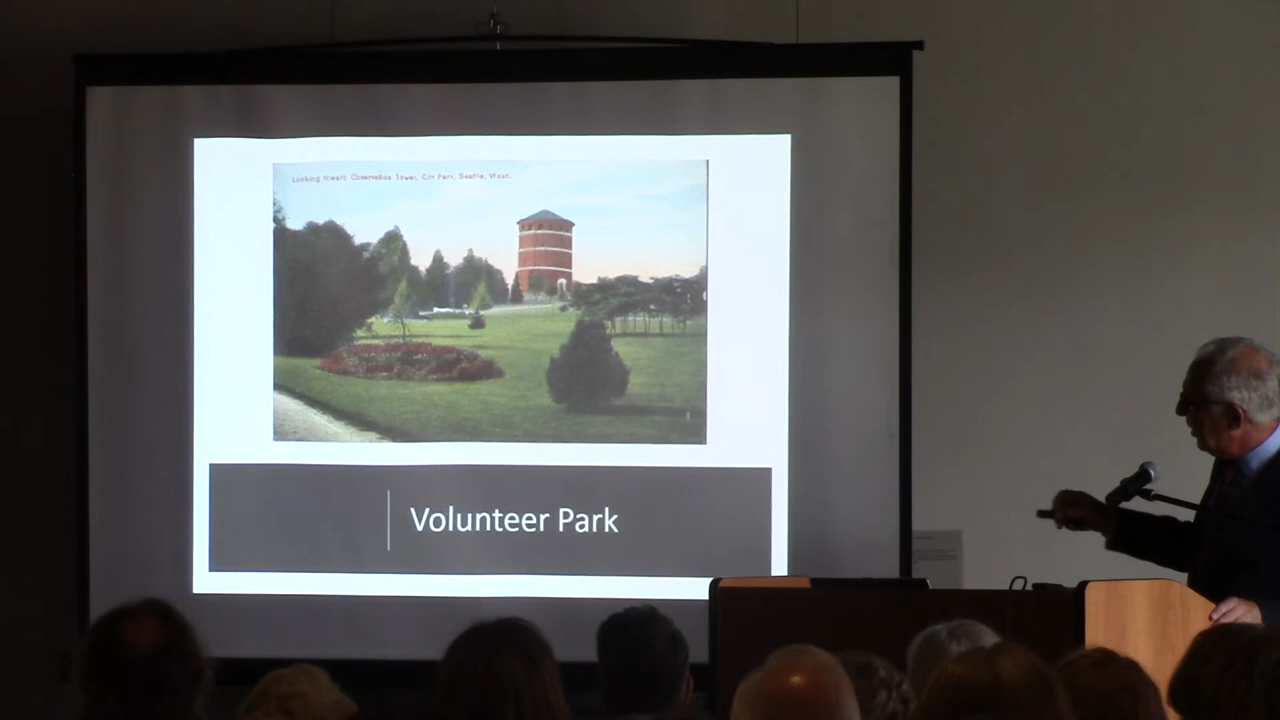 Looking toward Observation Tower, City Park, Seattle, Wash.
Volunteer Park